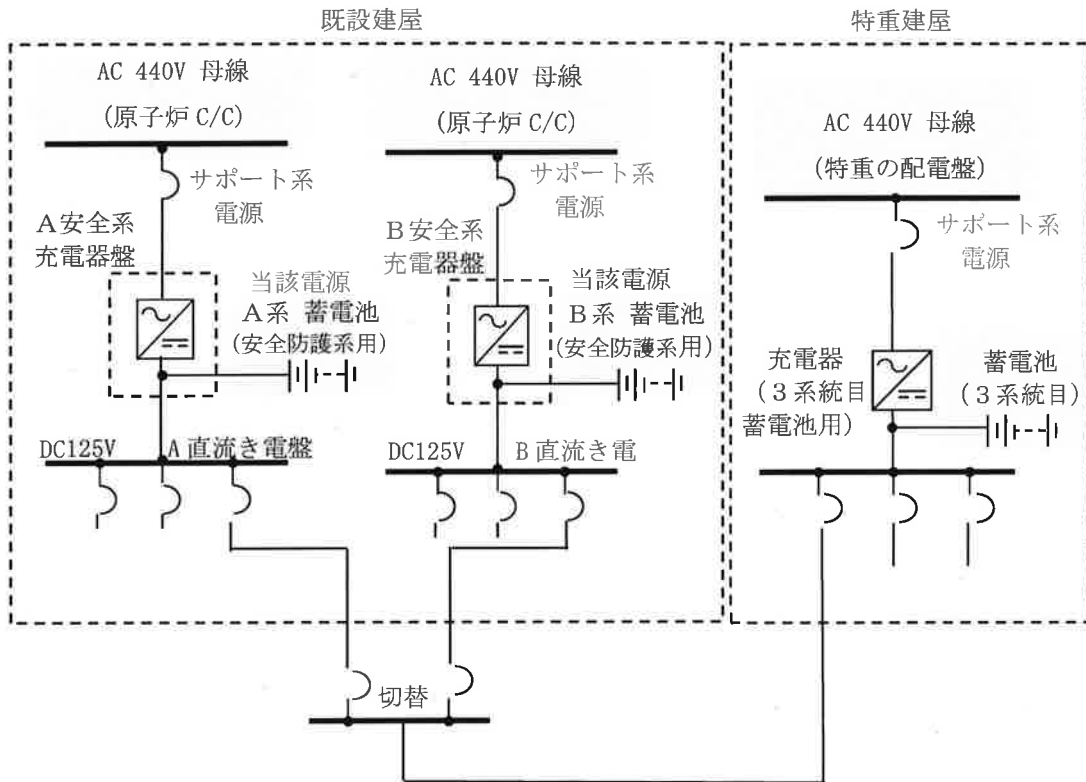 既設建屋
AC 440V 母線
(原子炉 C/C)
サポート系
電源
A安全系
充電器盤
当該電源
A系 蓄電池
(安全防護系用)
DC125V
A直流き電盤
AC 440V 母線
(原子炉 C/C)
サポート系
電源
B安全系
充電器盤
当該電源
B系 蓄電池
(安全防護系用)
DC125V
B直流き電
切替
特重建屋
AC 440V 母線
(特重の配電盤)
サポート系
電源
充電器
(3系統目
蓄電池用)
蓄電池
(3系統目)